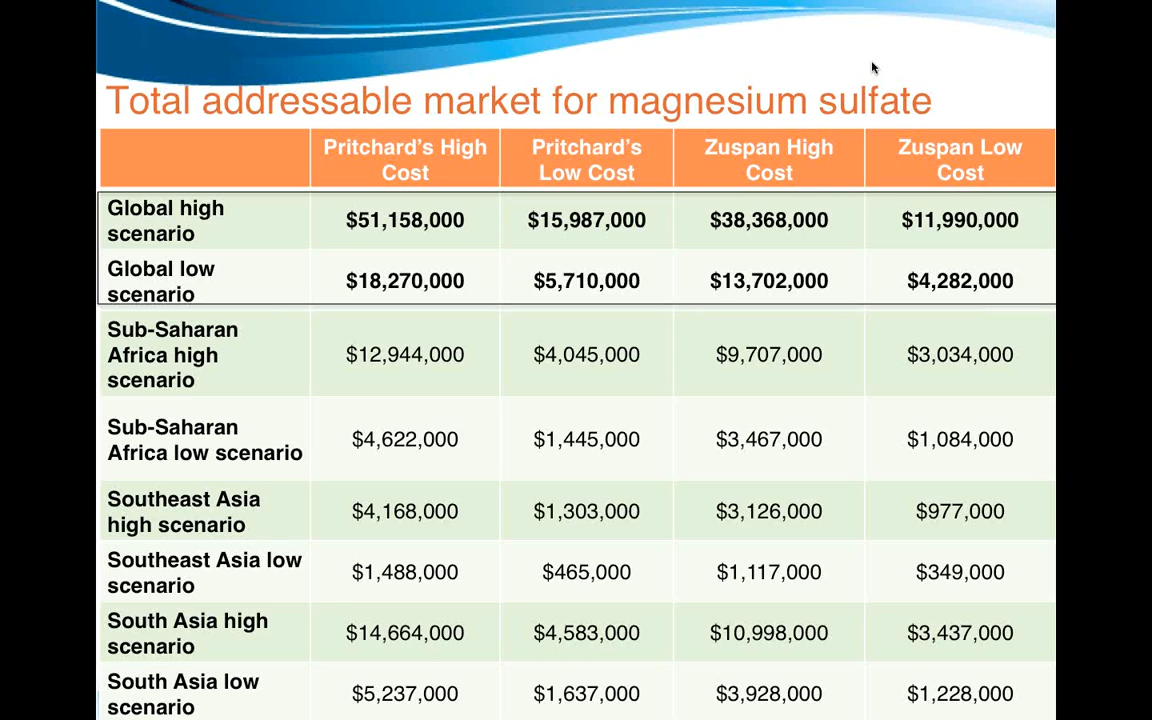 Total addressable market for magnesium sulfate
Pritchard's High Cost Pritchard's Low Cost Zuspan High Cost Zuspan Low Cost
Global high scenario $51,158,000 $15,987,000 $38,368,000 $11,990,000
Global low scenario $18,270,000 $5,710,000 $13,702,000 $4,282,000
Sub-Saharan Africa high scenario $12,944,000 $4,045,000 $9,707,000 $3,034,000
Sub-Saharan Africa low scenario $4,622,000 $1,445,000 $3,467,000 $1,084,000
Southeast Asia high scenario $4,168,000 $1,303,000 $3,126,000 $977,000
Southeast Asia low scenario $1,488,000 $465,000 $1,117,000 $349,000
South Asia high scenario $14,664,000 $4,583,000 $10,998,000 $3,437,000
South Asia low scenario $5,237,000 $1,637,000 $3,928,000 $1,228,000